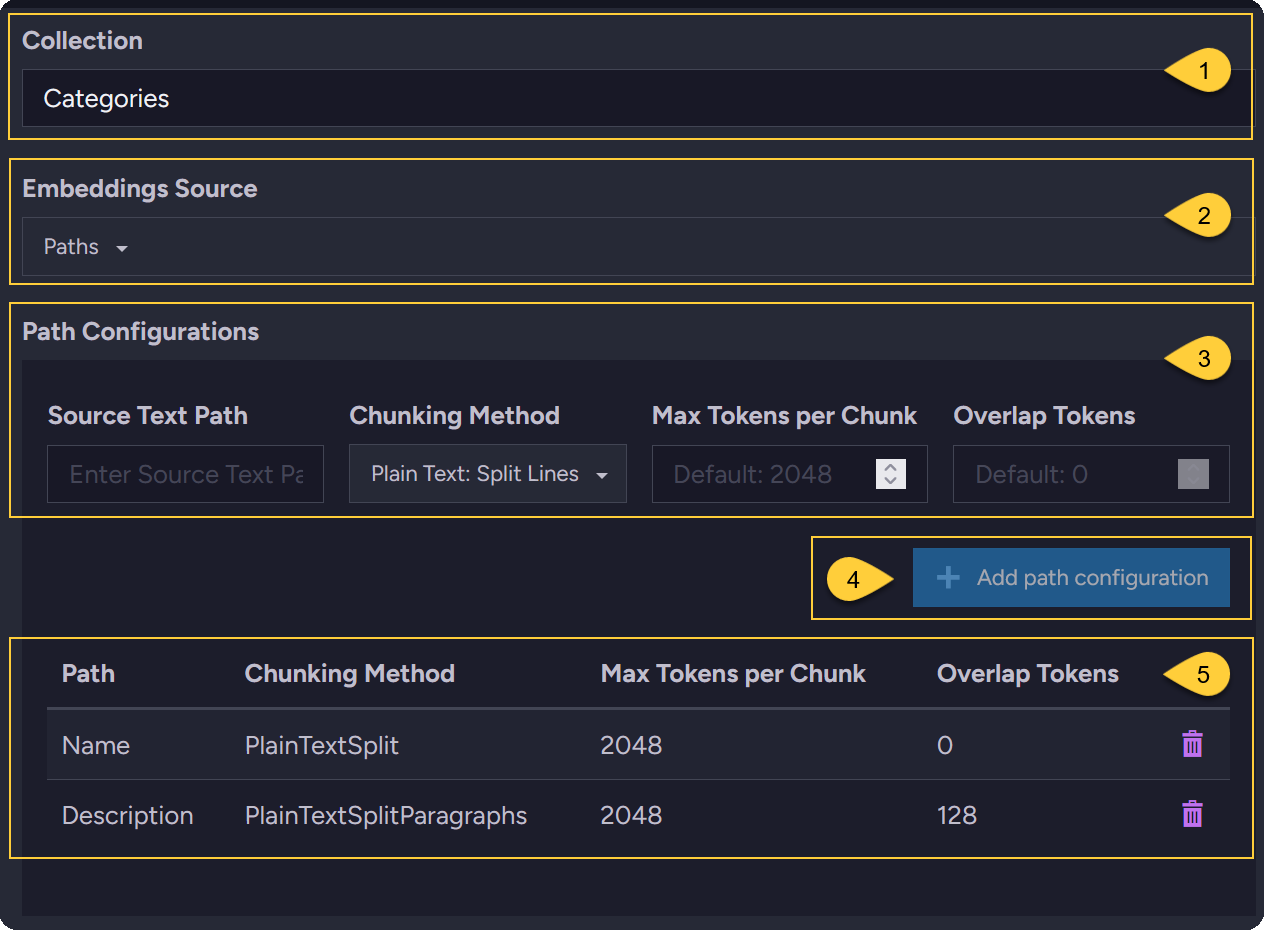 Collection
1
Categories
Embeddings Source
2
Paths
Path Configurations
3
Source Text Path Chunking Method Max Tokens per Chunk Overlap Tokens
Enter Source Text Pa Plain Text: Split Lines Default: 2048 Default: 0
4 Add path configuration
Path Chunking Method Max Tokens per Chunk Overlap Tokens 5
Name PlainTextSplit 2048 0
Description PlainTextSplitParagraphs 2048 128